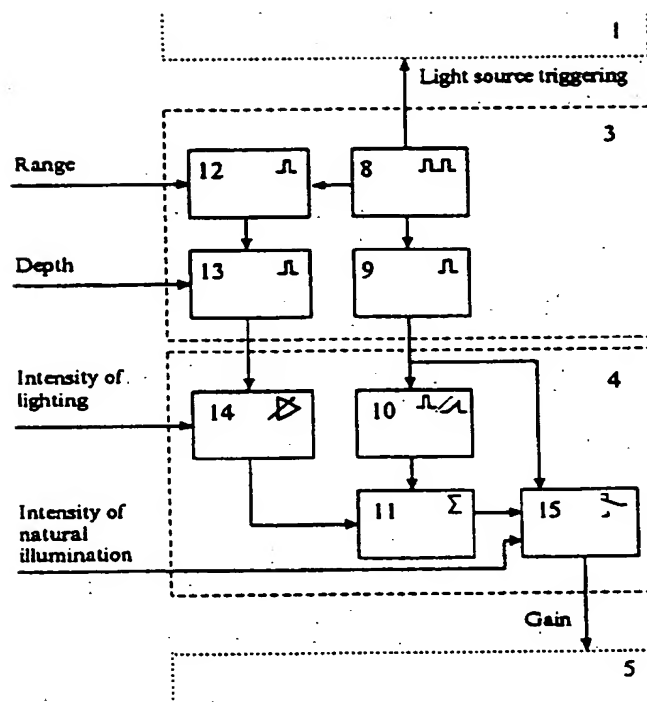 1
Light source triggering
3
Range
12
8
Depth
13
9
Intensity of
lighting
4
14
10
Intensity of
natural
illumination
11
Σ
15
Gain
5